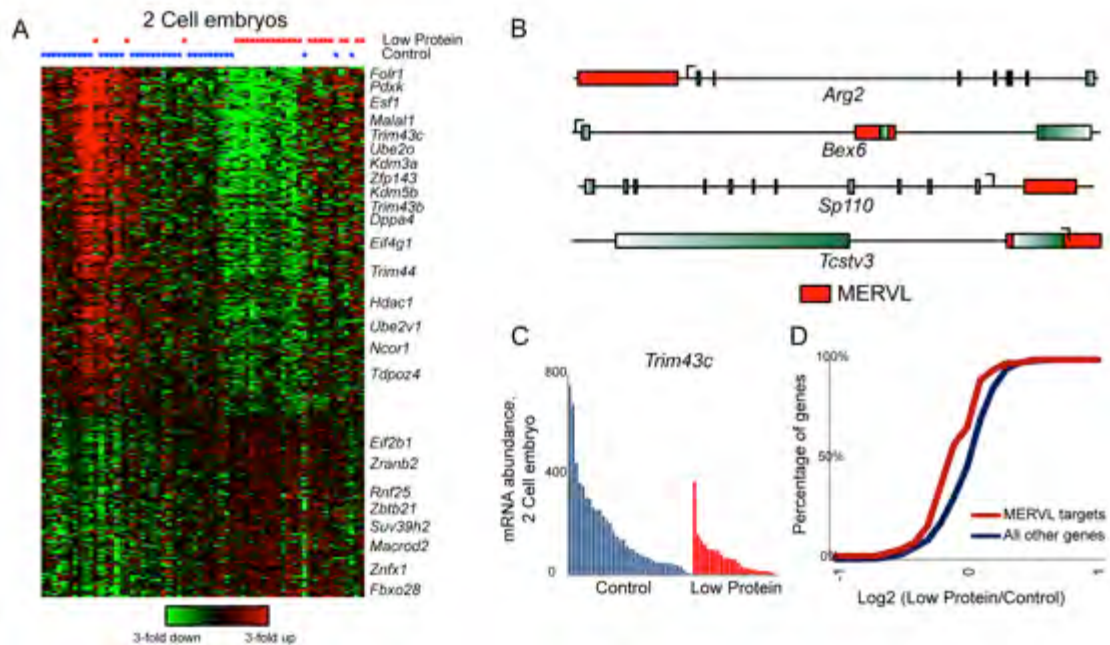 A
2 Cell embryos
Low Protein
Control
Folr1
Pdxk
Esf1
Malal1
Trim43c
Ube2o
Kdm3a
Zfp143
Kdm5b
Trim43b
Dppa4
Eif4g1
Trim44
Hdac1
Ube2v1
Ncor1
Tdpoz4
Eif2b1
Zranb2
Rnf25
Zbtb21
Suv39h2
Macrod2
Znfx1
Fbxo28
3-fold down
3-fold up
B
Arg2
Bex6
Sp110
Tcstv3
MERVL
C
Trim43c
mRNA abundance,
2 Cell embryo
800
400
0
Control
Low Protein
D
Percentage of genes
100%
50%
0%
MERVL targets
All other genes
-1
0
1
Log2 (Low Protein/Control)